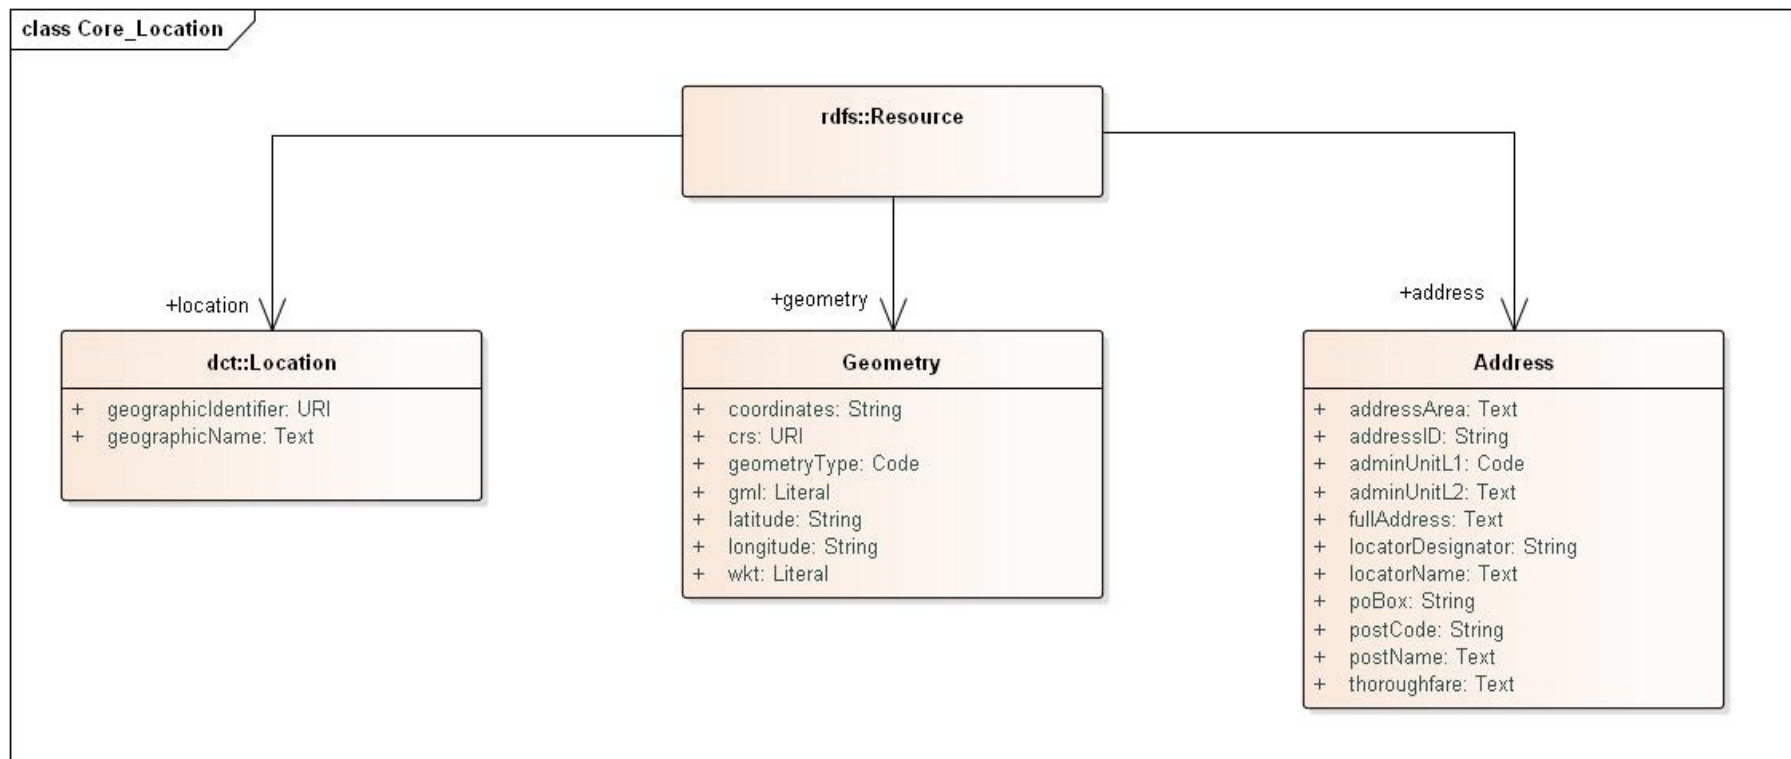 class Core_Location
rdfs::Resource
+location
+geometry
+address
dct::Location
+ geographicIdentifier: URI
+ geographicName: Text
Geometry
+ coordinates: String
+ crs: URI
+ geometryType: Code
+ gml: Literal
+ latitude: String
+ longitude: String
+ wkt: Literal
Address
+ addressArea: Text
+ addressID: String
+ adminUnitL1: Code
+ adminUnitL2: Text
+ fullAddress: Text
+ locatorDesignator: String
+ locatorName: Text
+ poBox: String
+ postCode: String
+ postName: Text
+ thoroughfare: Text